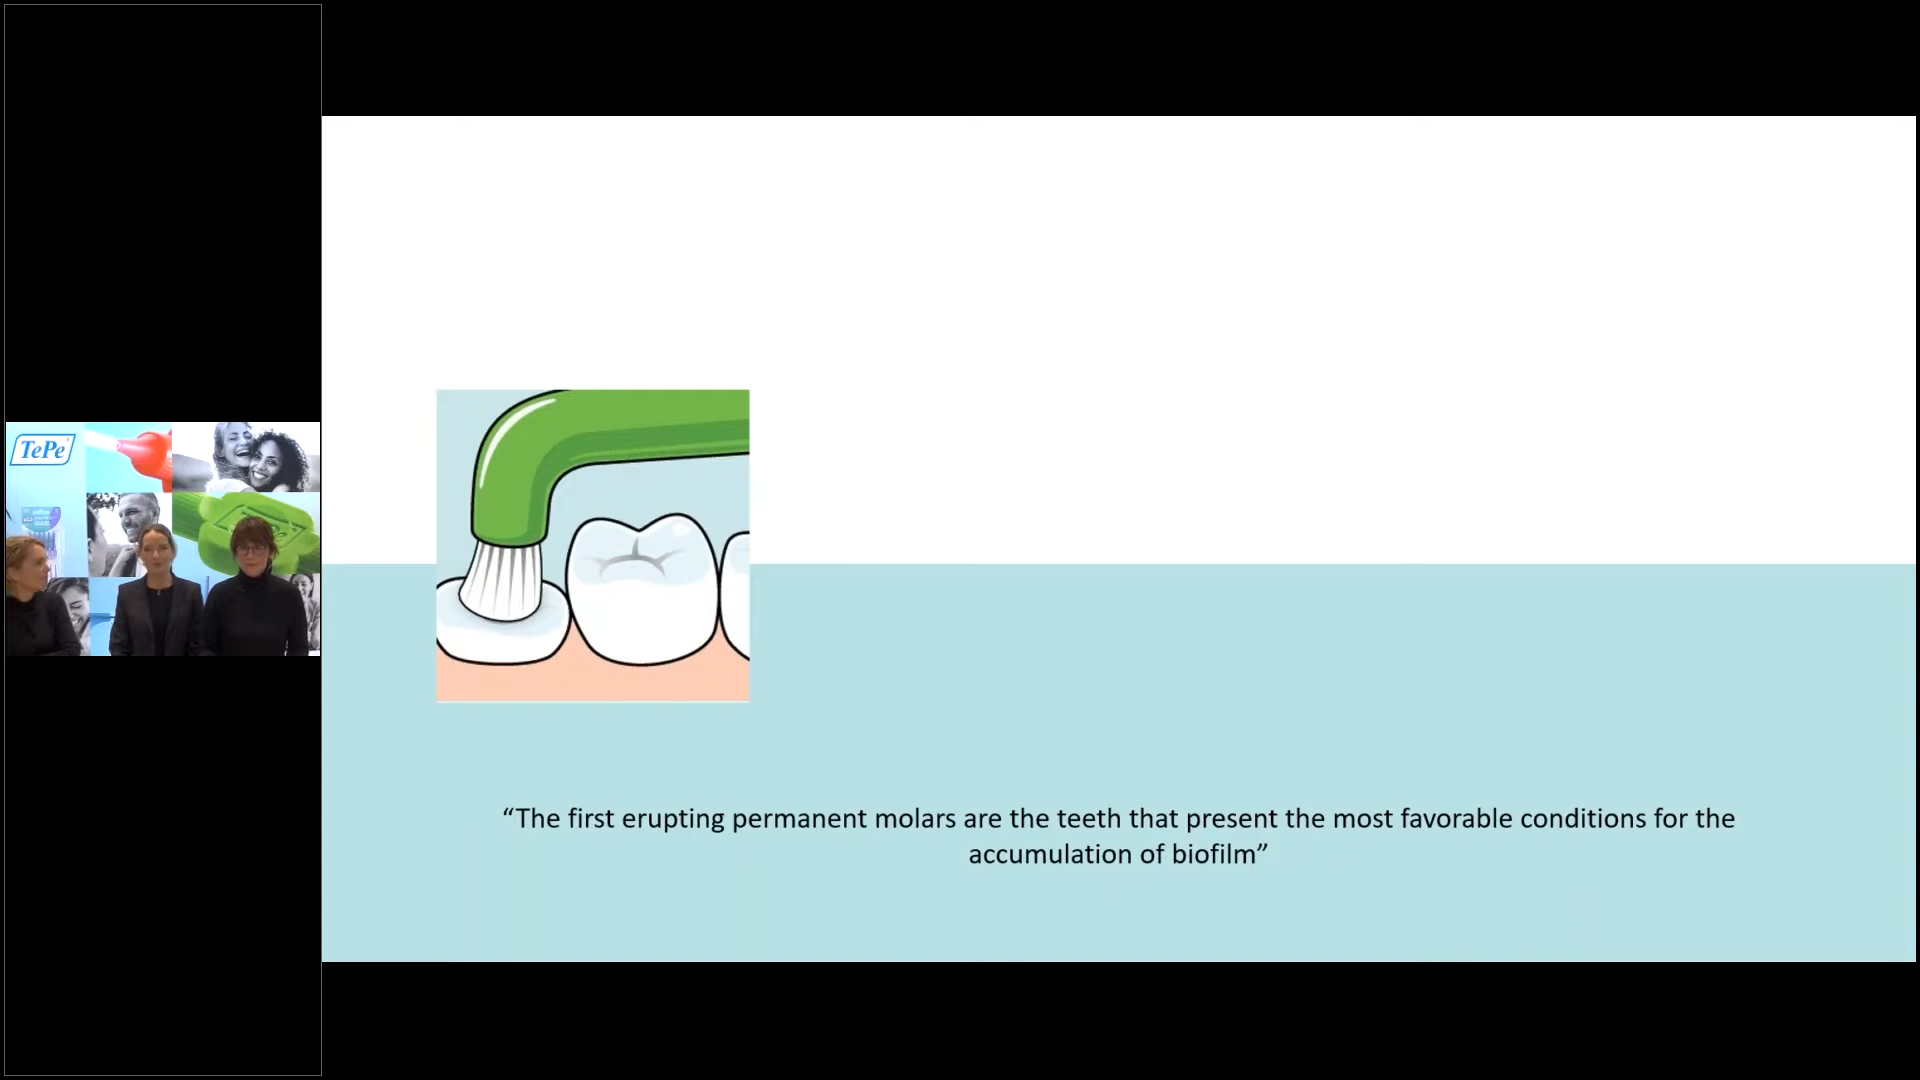 TePe
“The first erupting permanent molars are the teeth that present the most favorable conditions for the
accumulation of biofilm”